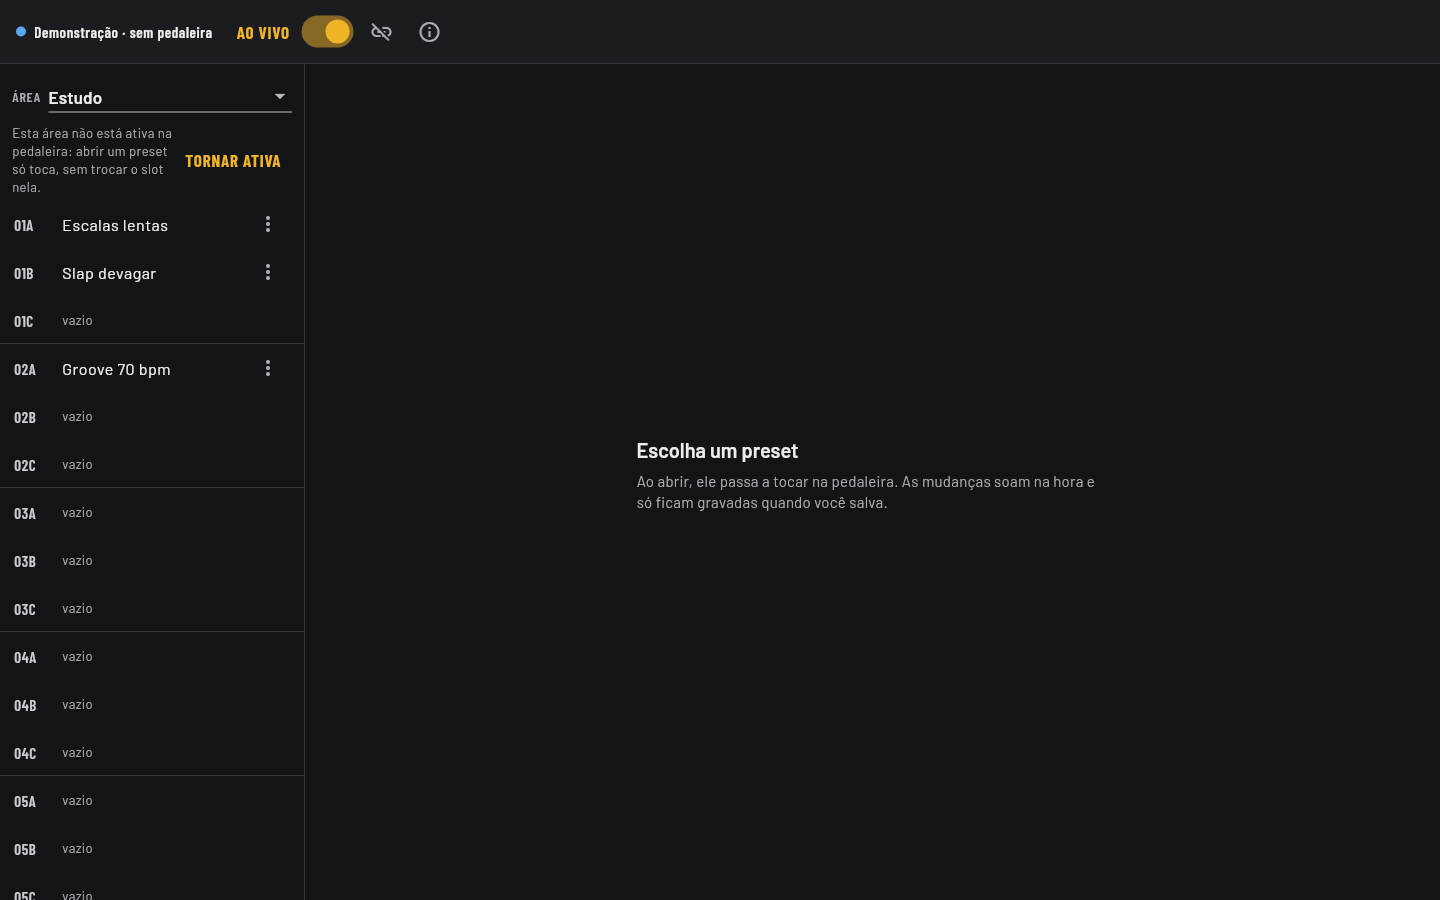 Demonstração · sem pedaleira
AO VIVO
ÁREA
Estudo
Esta área não está ativa na
pedaleira: abrir um preset
só toca, sem trocar o slot
nela.
TORNAR ATIVA
01A Escalas lentas
01B Slap devagar
01C vazio
02A Groove 70 bpm
02B vazio
02C vazio
03A vazio
03B vazio
03C vazio
04A vazio
04B vazio
04C vazio
05A vazio
05B vazio
05C vazio
Escolha um preset
Ao abrir, ele passa a tocar na pedaleira. As mudanças soam na hora e
só ficam gravadas quando você salva.